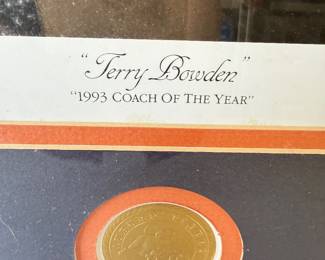 "Terry Bowden"
"1993 COACH OF THE YEAR"